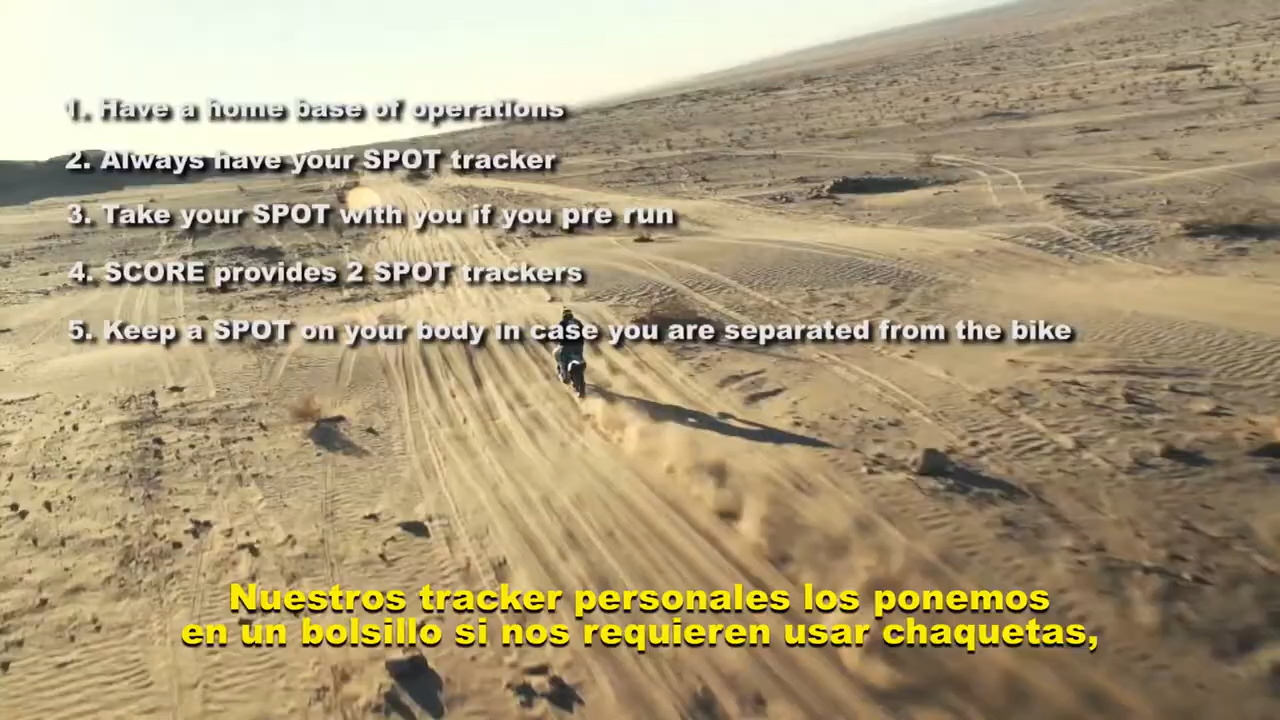 1. Have a home base of operations
2. Always have your SPOT tracker
3. Take your SPOT with you if you pre run
4. SCORE provides 2 SPOT trackers
5. Keep a SPOT on your body in case you are separated from the bike
Nuestros tracker personales los ponemos
en un bolsillo si nos requieren usar chaquetas,